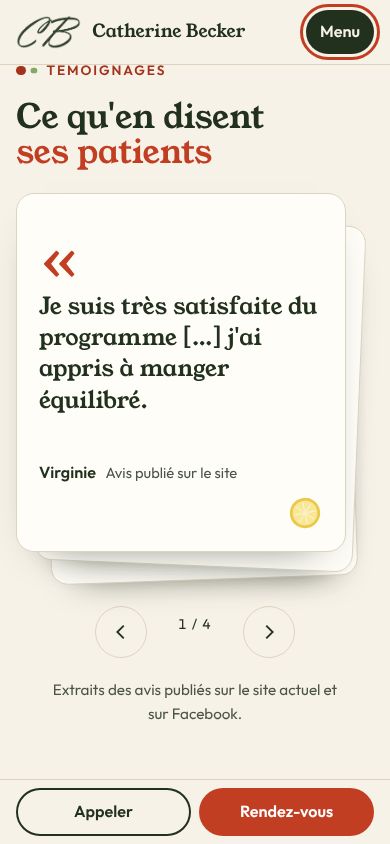 CB Catherine Becker
Menu
TEMOIGNAGES
Ce qu'en disent
ses patients
«
Je suis très satisfaite du
programme [...] j'ai
appris à manger
équilibré.
Virginie Avis publié sur le site
1 / 4
Extraits des avis publiés sur le site actuel et
sur Facebook.
Appeler
Rendez-vous